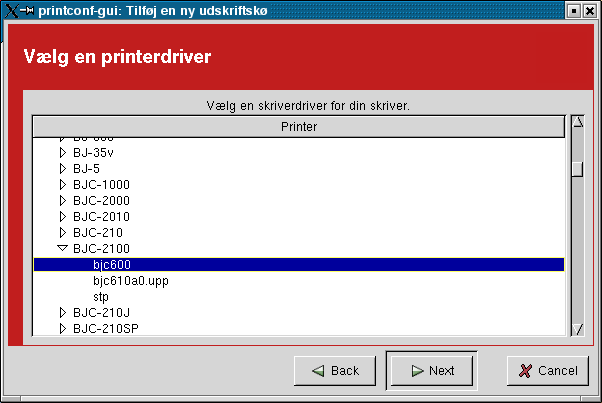 printconf-gui: Tilføj en ny udskriftskø
Vælg en printerdriver
Vælg en skriverdriver for din skriver.
Printer
BJ-35v
BJ-5
BJC-1000
BJC-2000
BJC-2010
BJC-210
BJC-2100
bjc600
bjc610a0.upp
stp
BJC-210J
BJC-210SP
Back
Next
Cancel